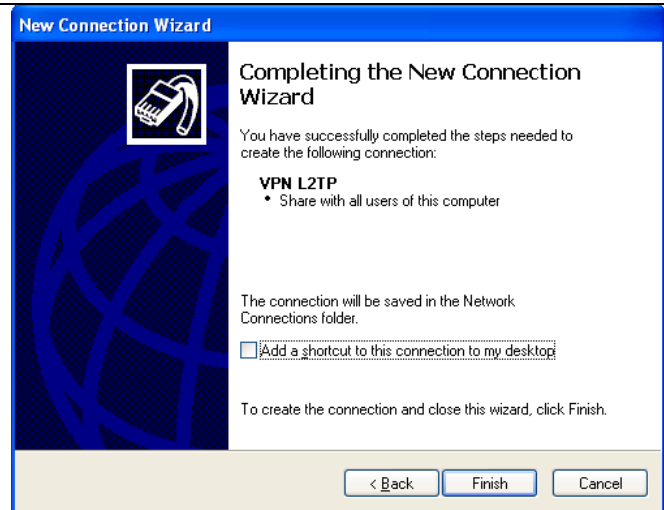 New Connection Wizard
Completing the New Connection
Wizard
You have successfully completed the steps needed to
create the following connection:
VPN L2TP
• Share with all users of this computer
The connection will be saved in the Network
Connections folder.
Add a shortcut to this connection to my desktop
To create the connection and close this wizard, click Finish.
< Back Finish Cancel